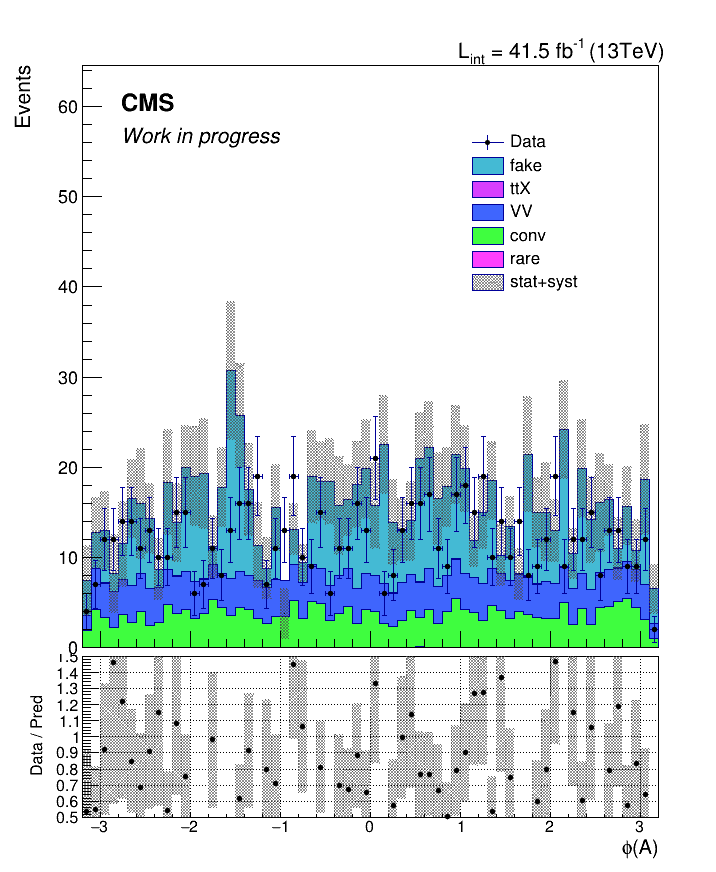 L_int = 41.5 fb^-1 (13TeV)
Events
CMS
Work in progress
Data
fake
ttX
VV
conv
rare
stat+syst
60
50
40
30
20
10
0
Data / Pred
1.5
1.4
1.3
1.2
1.1
1
0.9
0.8
0.7
0.6
0.5
−3 −2 −1 0 1 2 3
ϕ(A)